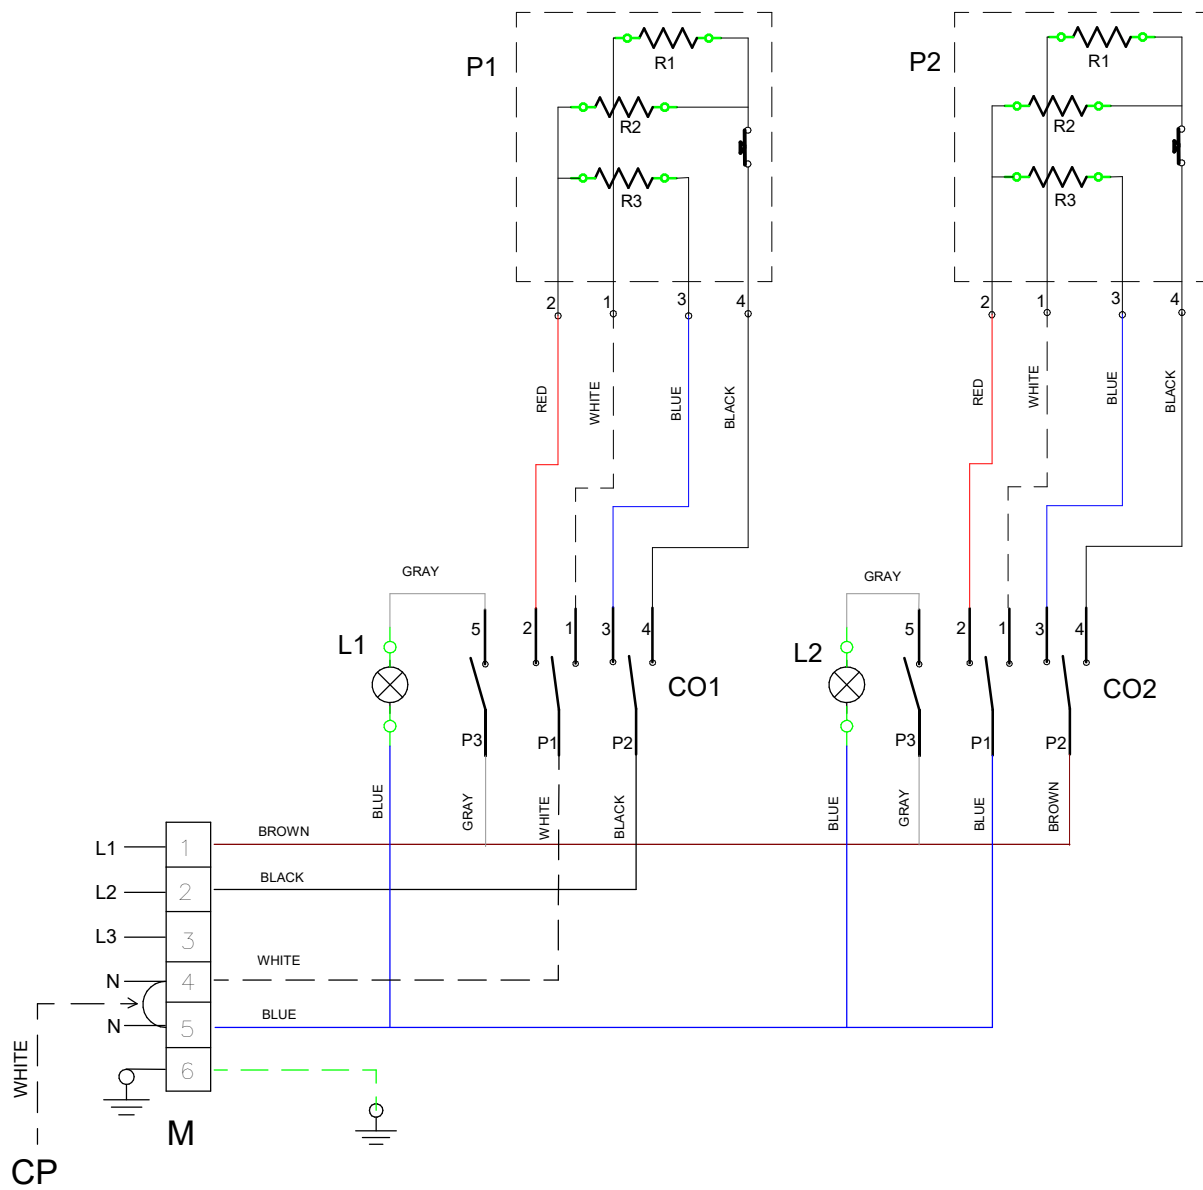 P1
R1
R2
R3
2 1 3 4
RED WHITE BLUE BLACK
P2
R1
R2
R3
2 1 3 4
RED WHITE BLUE BLACK
GRAY
L1
5 2 1 3 4
CO1
P3 P1 P2
BLUE GRAY WHITE BLACK
GRAY
L2
5 2 1 3 4
CO2
P3 P1 P2
BLUE GRAY BLUE BROWN
L1 1 BROWN
L2 2 BLACK
L3 3
N 4 WHITE
N 5 BLUE
6
WHITE
M
CP